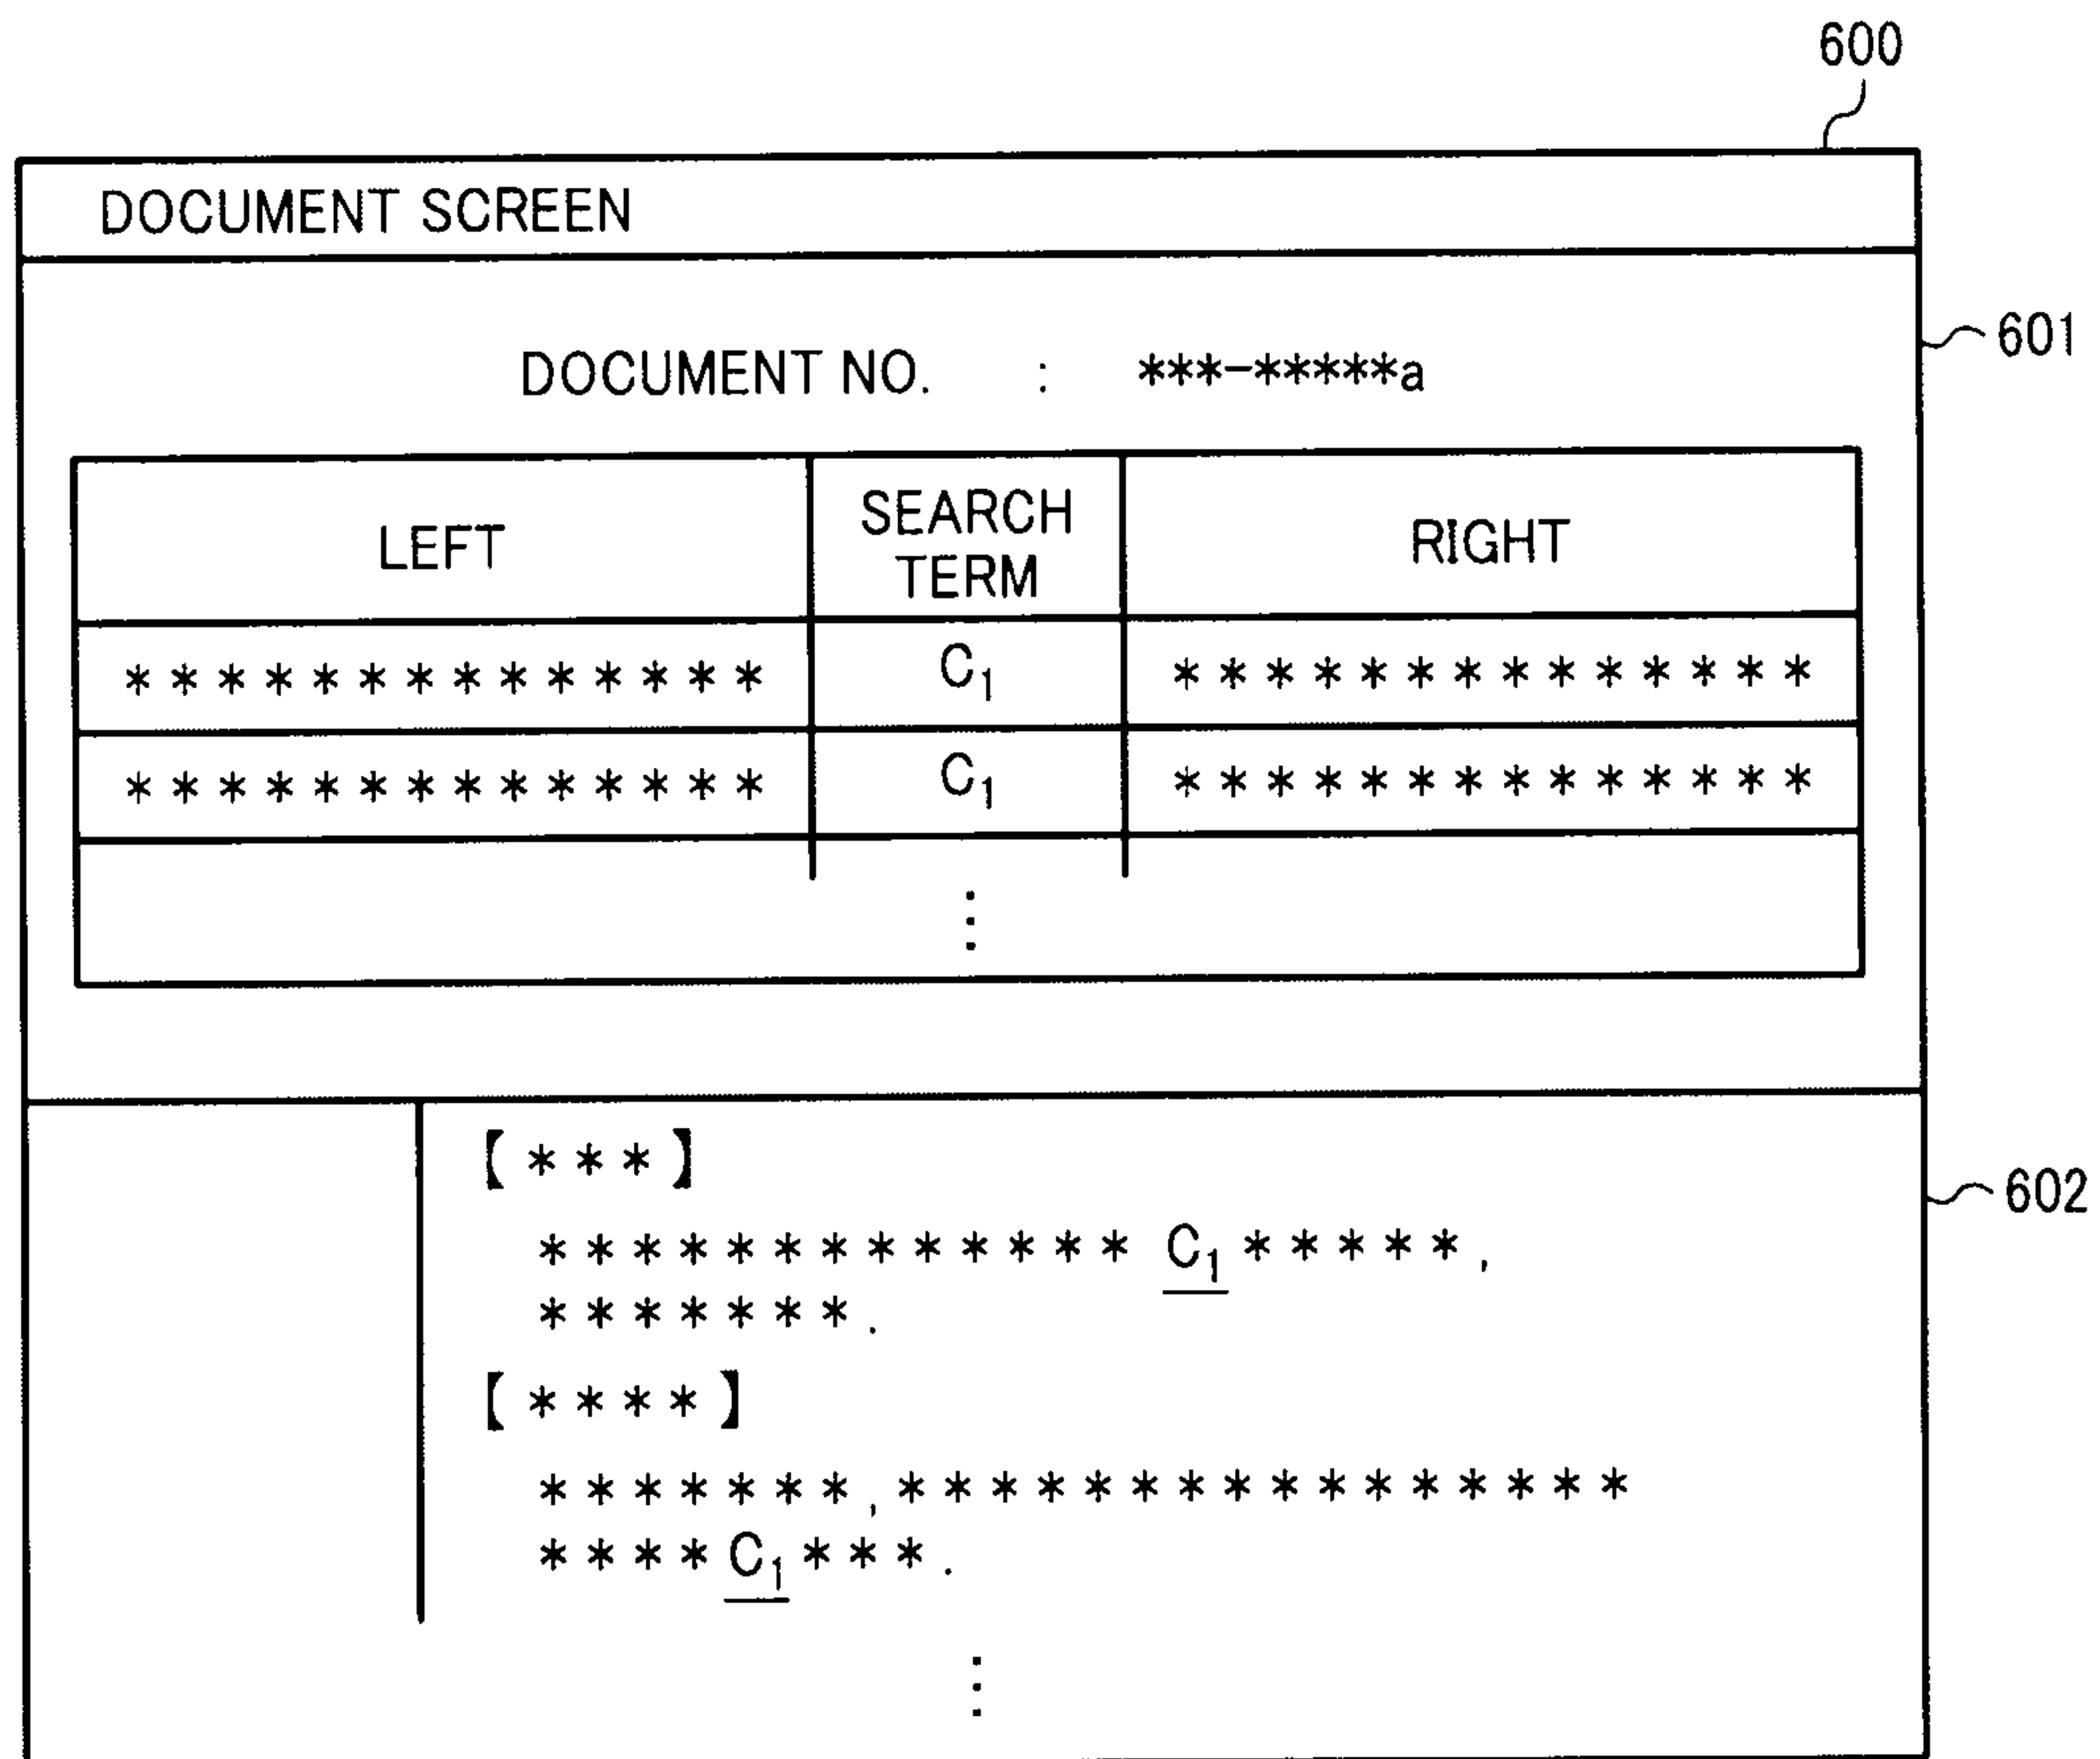 600
DOCUMENT SCREEN
601
DOCUMENT NO. : ***-*****a
LEFT SEARCH TERM RIGHT
* * * * * * * * * * * * * * C₁ * * * * * * * * * * * * * *
* * * * * * * * * * * * * * C₁ * * * * * * * * * * * * * *
⋮
【 * * * 】
602
* * * * * * * * * * * * * C₁ * * * * * ,
* * * * * * * .
【 * * * * 】
* * * * * * * , * * * * * * * * * * * * * * * *
* * * * C₁ * * * .
⋮